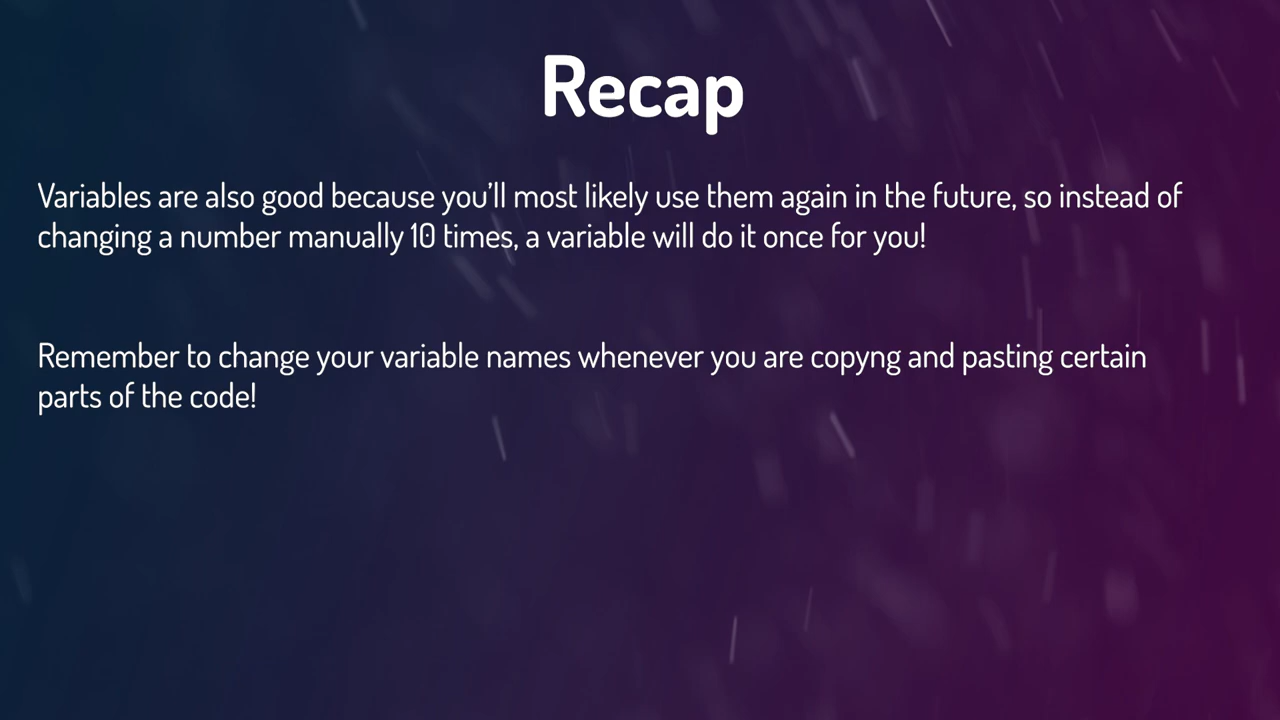 Recap
Variables are also good because you’ll most likely use them again in the future, so instead of
changing a number manually 10 times, a variable will do it once for you!
Remember to change your variable names whenever you are copyng and pasting certain
parts of the code!